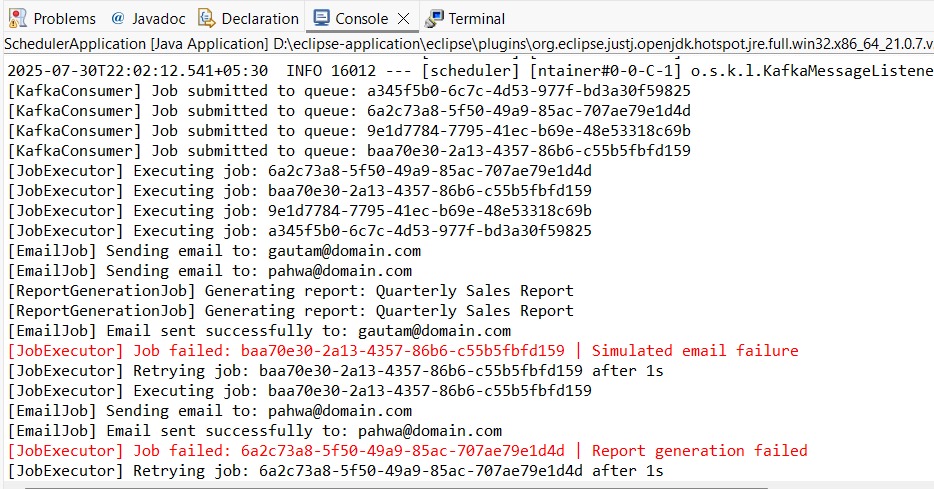 Problems @ Javadoc Declaration Console Terminal
SchedulerApplication [Java Application] D:\eclipse-application\eclipse\plugins\org.eclipse.justj.openjdk.hotspot.jre.full.win32.x86_64_21.0.7.v
2025-07-30T22:02:12.541+05:30  INFO 16012 --- [scheduler] [ntainer#0-0-C-1] o.s.k.l.KafkaMessageListene
[KafkaConsumer] Job submitted to queue: a345f5b0-6c7c-4d53-977f-bd3a30f59825
[KafkaConsumer] Job submitted to queue: 6a2c73a8-5f50-49a9-85ac-707ae79e1d4d
[KafkaConsumer] Job submitted to queue: 9e1d7784-7795-41ec-b69e-48e53318c69b
[KafkaConsumer] Job submitted to queue: baa70e30-2a13-4357-86b6-c55b5fbfd159
[JobExecutor] Executing job: 6a2c73a8-5f50-49a9-85ac-707ae79e1d4d
[JobExecutor] Executing job: baa70e30-2a13-4357-86b6-c55b5fbfd159
[JobExecutor] Executing job: 9e1d7784-7795-41ec-b69e-48e53318c69b
[JobExecutor] Executing job: a345f5b0-6c7c-4d53-977f-bd3a30f59825
[EmailJob] Sending email to: gautam@domain.com
[EmailJob] Sending email to: pahwa@domain.com
[ReportGenerationJob] Generating report: Quarterly Sales Report
[ReportGenerationJob] Generating report: Quarterly Sales Report
[EmailJob] Email sent successfully to: gautam@domain.com
[JobExecutor] Job failed: baa70e30-2a13-4357-86b6-c55b5fbfd159 | Simulated email failure
[JobExecutor] Retrying job: baa70e30-2a13-4357-86b6-c55b5fbfd159 after 1s
[JobExecutor] Executing job: baa70e30-2a13-4357-86b6-c55b5fbfd159
[EmailJob] Sending email to: pahwa@domain.com
[EmailJob] Email sent successfully to: pahwa@domain.com
[JobExecutor] Job failed: 6a2c73a8-5f50-49a9-85ac-707ae79e1d4d | Report generation failed
[JobExecutor] Retrying job: 6a2c73a8-5f50-49a9-85ac-707ae79e1d4d after 1s